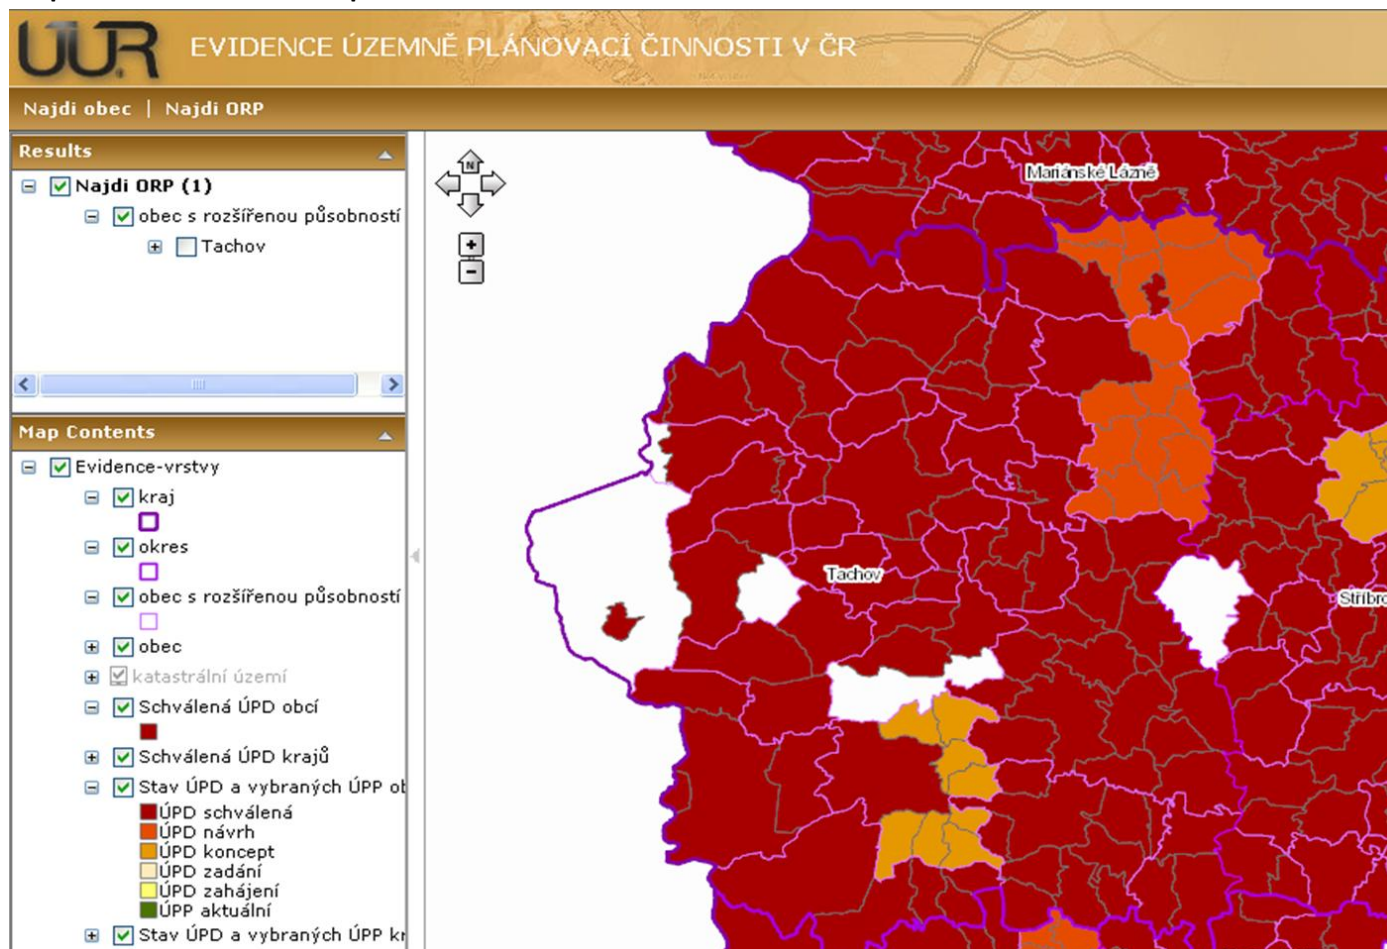 ÚÚR
EVIDENCE ÚZEMNĚ PLÁNOVACÍ ČINNOSTI V ČR
Najdi obec | Najdi ORP
Results
Najdi ORP (1)
obec s rozšířenou působností
Tachov
Map Contents
Evidence-vrstvy
kraj
okres
obec s rozšířenou působností
obec
katastrální území
Schválená ÚPD obcí
Schválená ÚPD krajů
Stav ÚPD a vybraných ÚPP ob
ÚPD schválená
ÚPD návrh
ÚPD koncept
ÚPD zadání
ÚPD zahájení
ÚPP aktuální
Stav ÚPD a vybraných ÚPP kr
N
Mariánské Lázně
Tachov
Stříbro